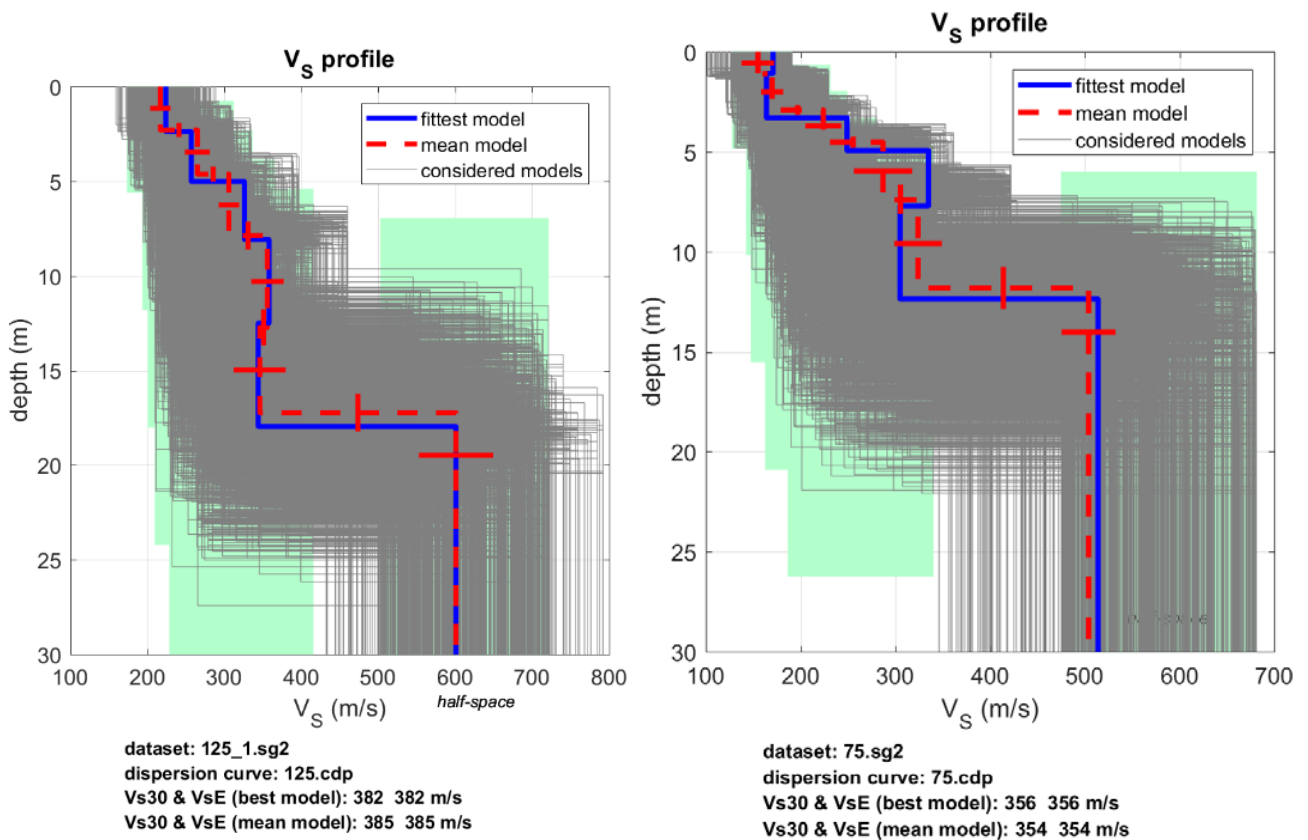 V_S profile
0
5
10
15
20
25
30
depth (m)
fittest model
mean model
considered models
100 200 300 400 500 600 700 800
V_S (m/s)
half-space
dataset: 125_1.sg2
dispersion curve: 125.cdp
Vs30 & VsE (best model): 382 382 m/s
Vs30 & VsE (mean model): 385 385 m/s
V_S profile
0
5
10
15
20
25
30
depth (m)
fittest model
mean model
considered models
100 200 300 400 500 600 700
V_S (m/s)
dataset: 75.sg2
dispersion curve: 75.cdp
Vs30 & VsE (best model): 356 356 m/s
Vs30 & VsE (mean model): 354 354 m/s